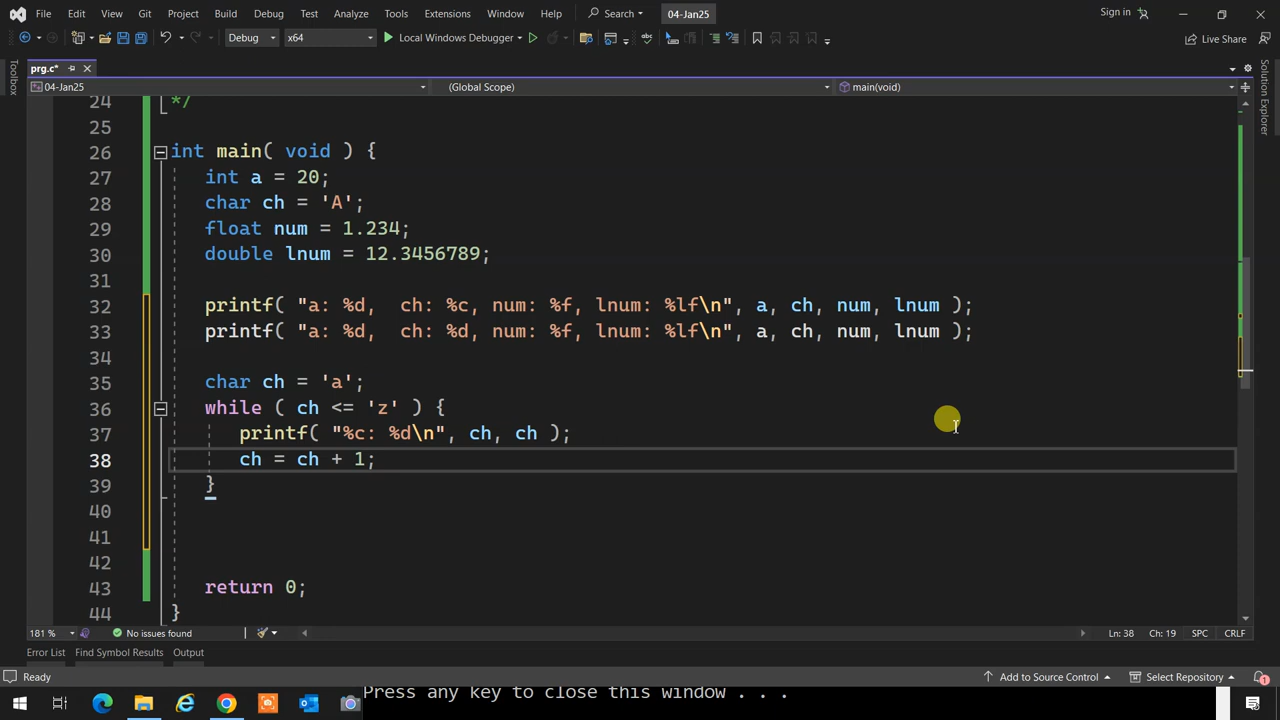 File Edit View Git Project Build Debug Test Analyze Tools Extensions Window Help Search 04-Jan25 Sign in
Debug x64 Local Windows Debugger Live Share
Toolbox
prg.c*
04-Jan25 (Global Scope) main(void)
Solution Explorer
24 */
25
26 int main( void ) {
27 int a = 20;
28 char ch = 'A';
29 float num = 1.234;
30 double lnum = 12.3456789;
31
32 printf( "a: %d,  ch: %c, num: %f, lnum: %lf\n", a, ch, num, lnum );
33 printf( "a: %d,  ch: %d, num: %f, lnum: %lf\n", a, ch, num, lnum );
34
35 char ch = 'a';
36 while ( ch <= 'z' ) {
37 printf( "%c: %d\n", ch, ch );
38 ch = ch + 1;
39 }
40
41
42
43 return 0;
44 }
181 % No issues found Ln: 38 Ch: 19 SPC CRLF
Error List Find Symbol Results Output
Ready Add to Source Control Select Repository 1
Press any key to close this window . . .